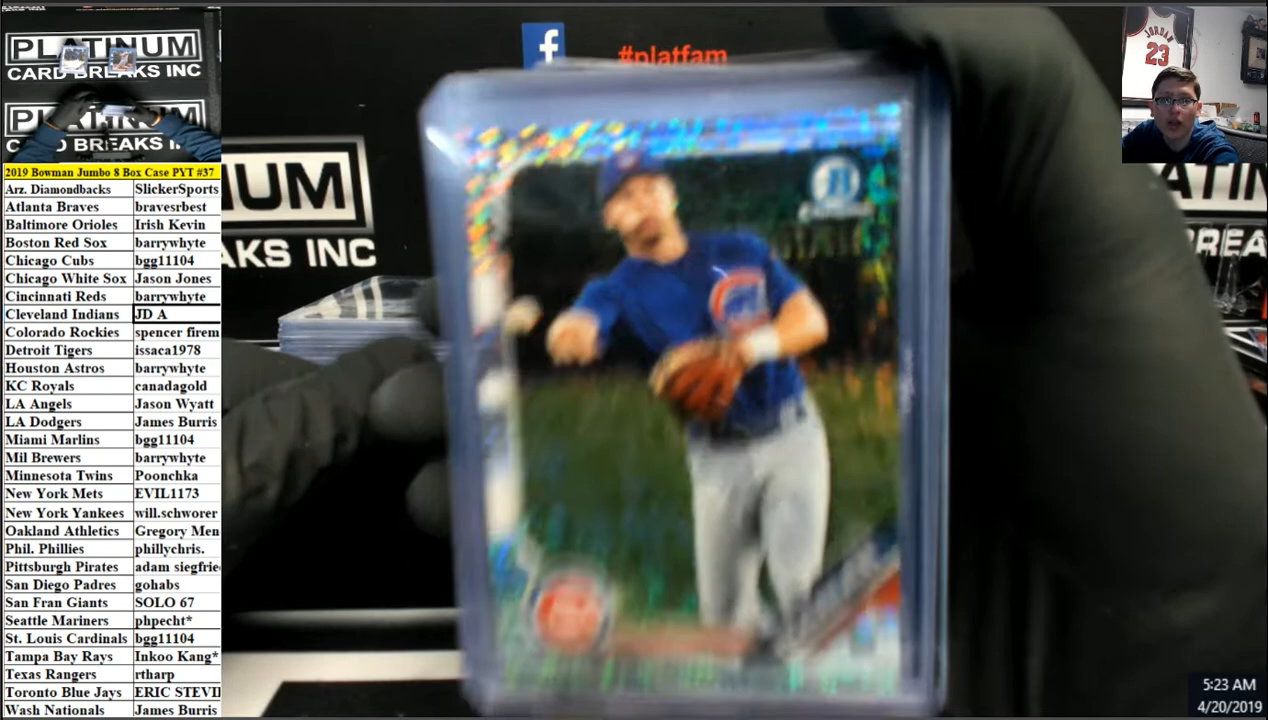 PLATINUM
CARD BREAKS INC
PLATINUM
CARD BREAKS
f
#platfam
JORDAN
23
2019 Bowman Jumbo 8 Box Case PYT #37
Arz. Diamondbacks SlickerSports
Atlanta Braves bravesrbest
Baltimore Orioles Irish Kevin
Boston Red Sox barrywhyte
Chicago Cubs bgg11104
Chicago White Sox Jason Jones
Cincinnati Reds barrywhyte
Cleveland Indians JD A
Colorado Rockies spencer firem
Detroit Tigers issaca1978
Houston Astros barrywhyte
KC Royals canadagold
LA Angels Jason Wyatt
LA Dodgers James Burris
Miami Marlins bgg11104
Mil Brewers barrywhyte
Minnesota Twins Poonchka
New York Mets EVIL1173
New York Yankees will.schworer
Oakland Athletics Gregory Men
Phil. Phillies phillychris.
Pittsburgh Pirates adam siegfrie
San Diego Padres gohabs
San Fran Giants SOLO 67
Seattle Mariners phpecht*
St. Louis Cardinals bgg11104
Tampa Bay Rays Inkoo Kang*
Texas Rangers rtharp
Toronto Blue Jays ERIC STEVI
Wash Nationals James Burris
NUM
AKS INC
ATIN
BREA
5:23 AM
4/20/2019